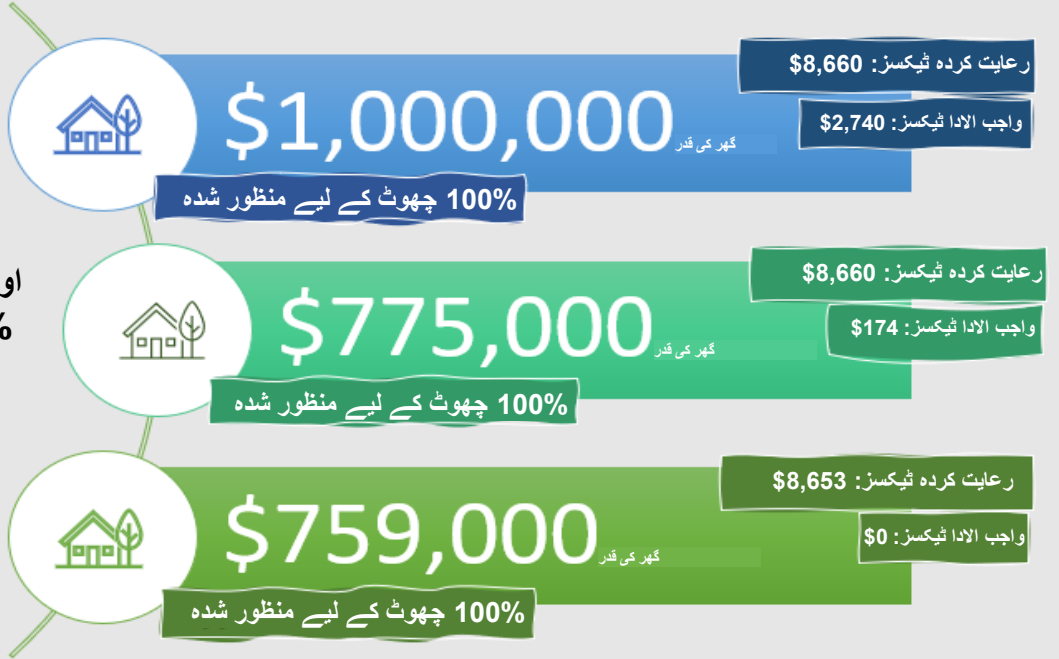 رعایت کردہ ٹیکسز: $8,660
$1,000,000 گھر کی قدر
واجب الادا ٹیکسز: $2,740
100% چھوٹ کے لیے منظور شدہ
رعایت کردہ ٹیکسز: $8,660
$775,000 گھر کی قدر
واجب الادا ٹیکسز: $174
100% چھوٹ کے لیے منظور شدہ
رعایت کردہ ٹیکسز: $8,653
$759,000 گھر کی قدر
واجب الادا ٹیکسز: $0
100% چھوٹ کے لیے منظور شدہ